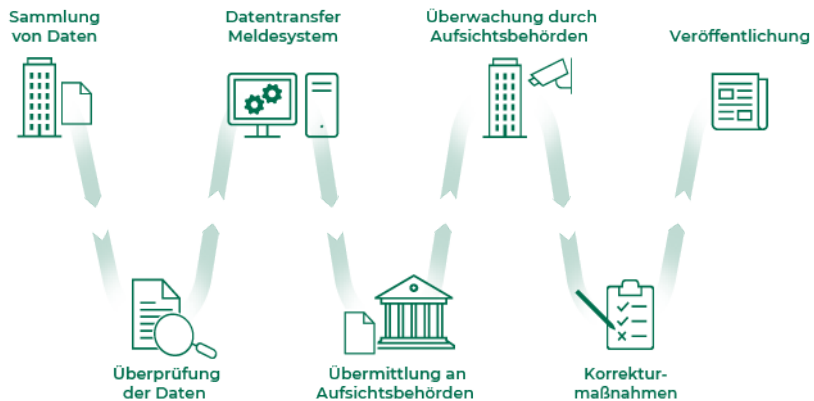 Sammlung
von Daten
Datentransfer
Meldesystem
Überwachung durch
Aufsichtsbehörden
Veröffentlichung
Überprüfung
der Daten
Übermittlung an
Aufsichtsbehörden
Korrektur-
maßnahmen